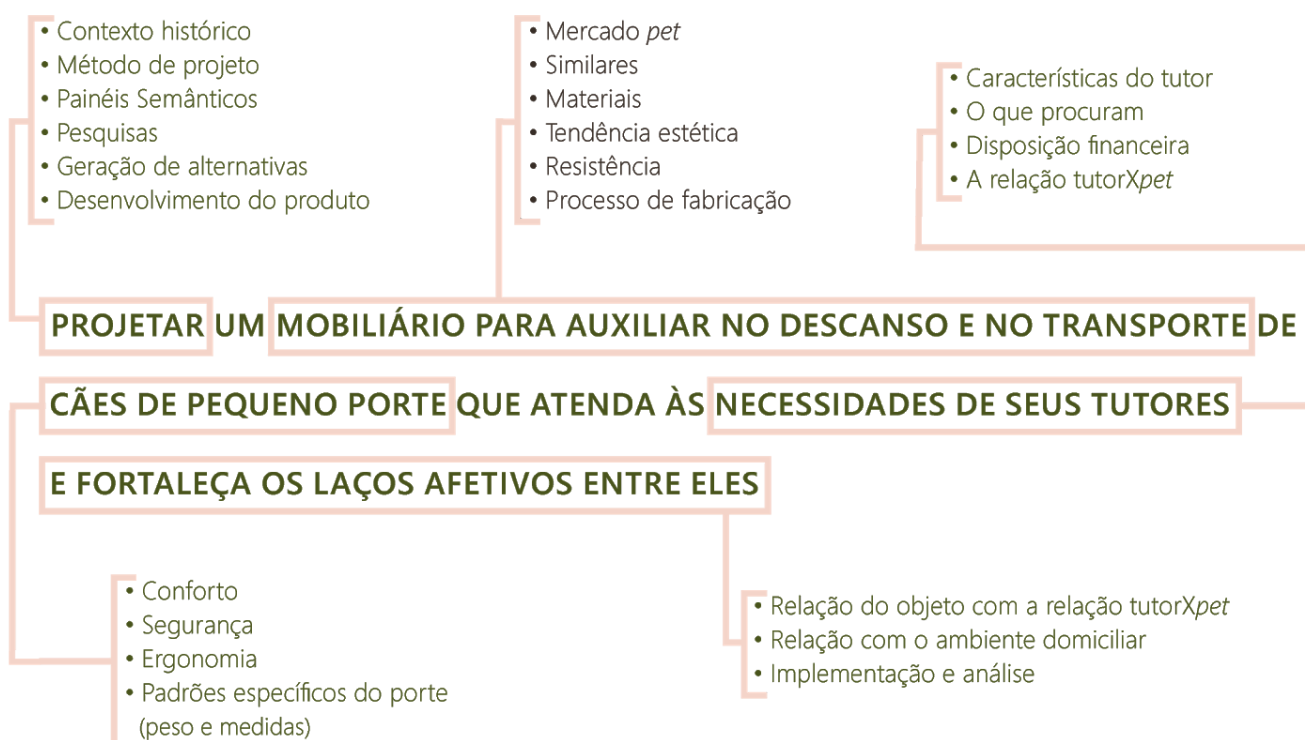 • Contexto histórico
• Método de projeto
• Painéis Semânticos
• Pesquisas
• Geração de alternativas
• Desenvolvimento do produto
• Mercado pet
• Similares
• Materiais
• Tendência estética
• Resistência
• Processo de fabricação
• Características do tutor
• O que procuram
• Disposição financeira
• A relação tutorXpet
PROJETAR UM MOBILIÁRIO PARA AUXILIAR NO DESCANSO E NO TRANSPORTE DE
CÃES DE PEQUENO PORTE QUE ATENDA ÀS NECESSIDADES DE SEUS TUTORES
E FORTALEÇA OS LAÇOS AFETIVOS ENTRE ELES
• Conforto
• Segurança
• Ergonomia
• Padrões específicos do porte
(peso e medidas)
• Relação do objeto com a relação tutorXpet
• Relação com o ambiente domiciliar
• Implementação e análise